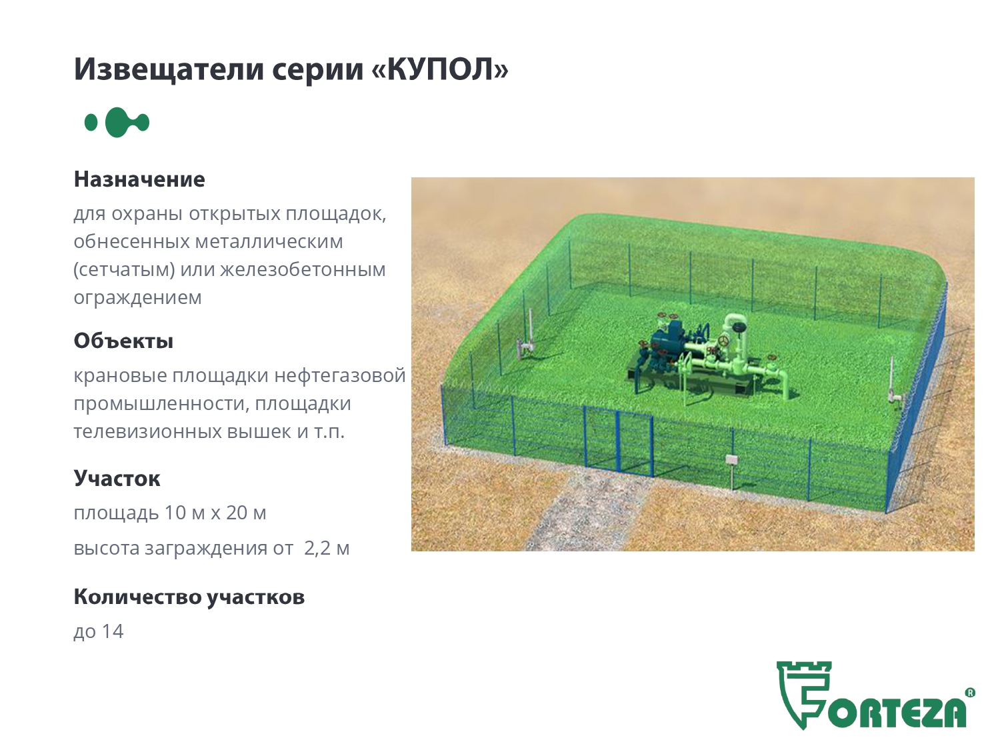 Извещатели серии «КУПОЛ»
Назначение
для охраны открытых площадок,
обнесенных металлическим
(сетчатым) или железобетонным
ограждением
Объекты
крановые площадки нефтегазовой
промышленности, площадки
телевизионных вышек и т.п.
Участок
площадь 10 м х 20 м
высота заграждения от 2,2 м
Количество участков
до 14
FORTEZA ®